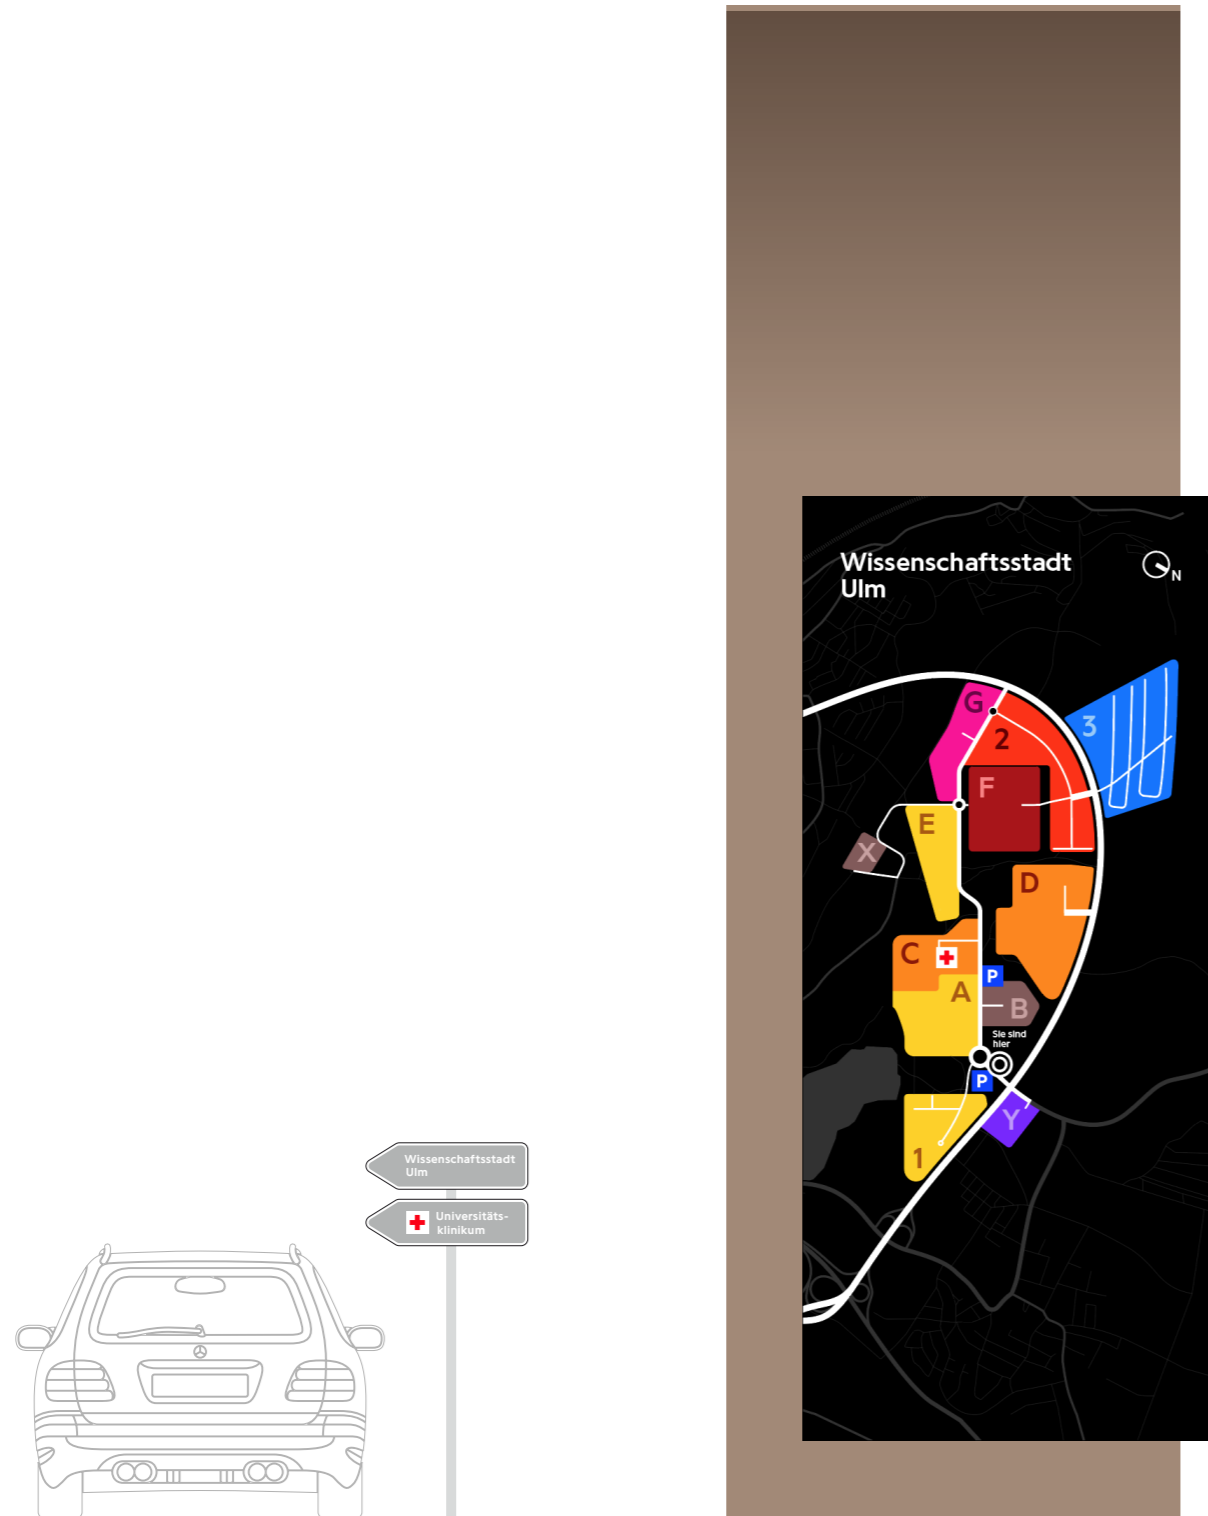 Wissenschaftsstadt
Ulm
N
G
2
3
F
E
X
D
C
P
A
B
Sie sind
hier
P
Y
1
Wissenschaftsstadt
Ulm
Universitäts-
klinikum